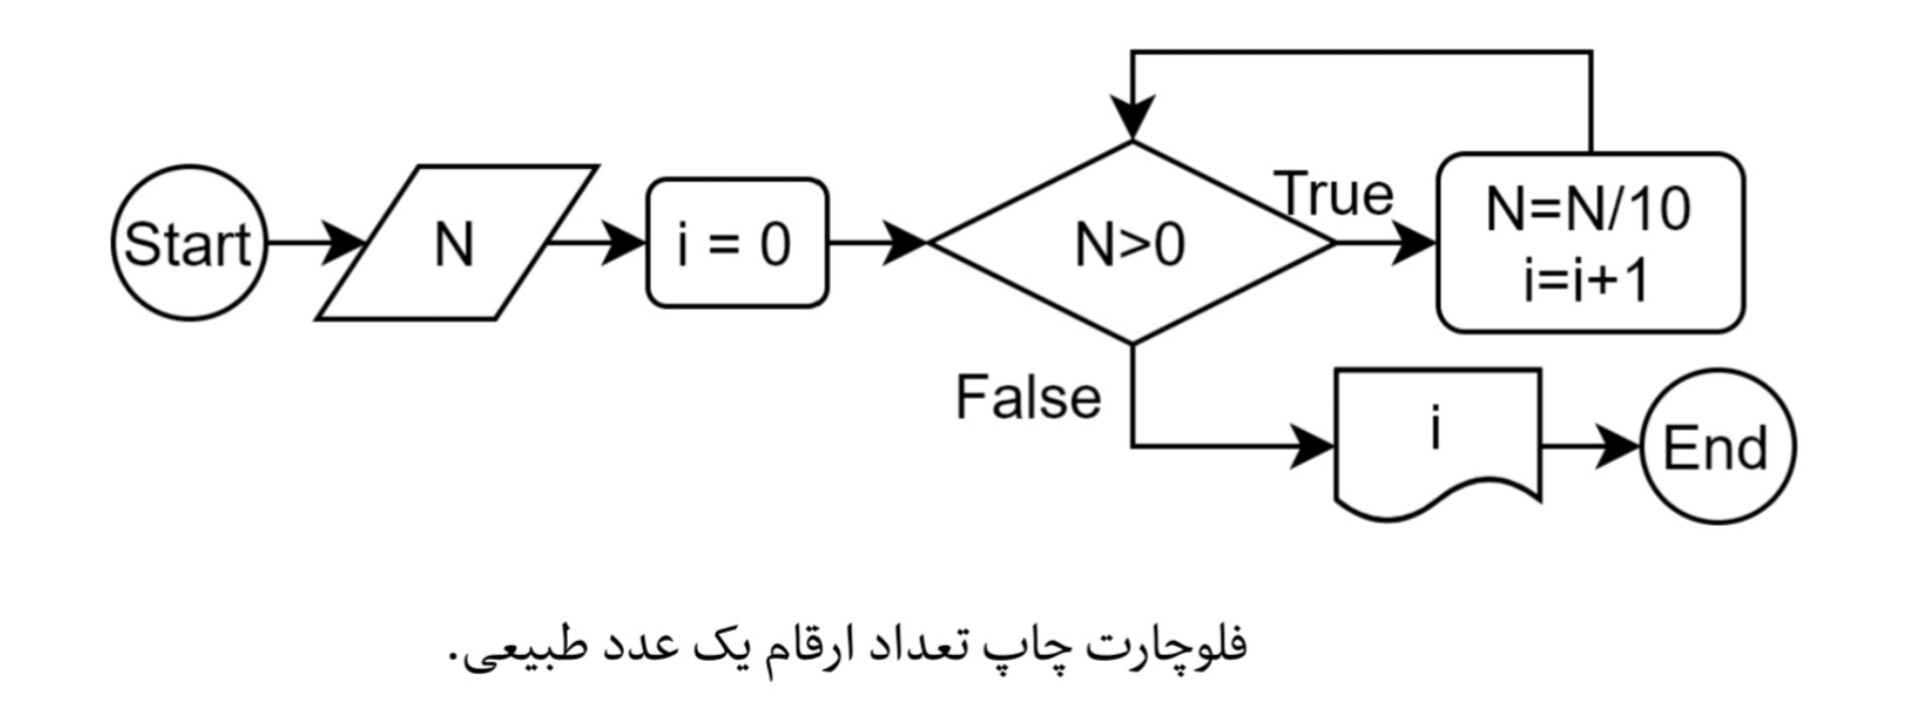 Start
N
i = 0
N>0
True
N=N/10
i=i+1
False
i
End
فلوچارت چاپ تعداد ارقام یک عدد طبیعی.